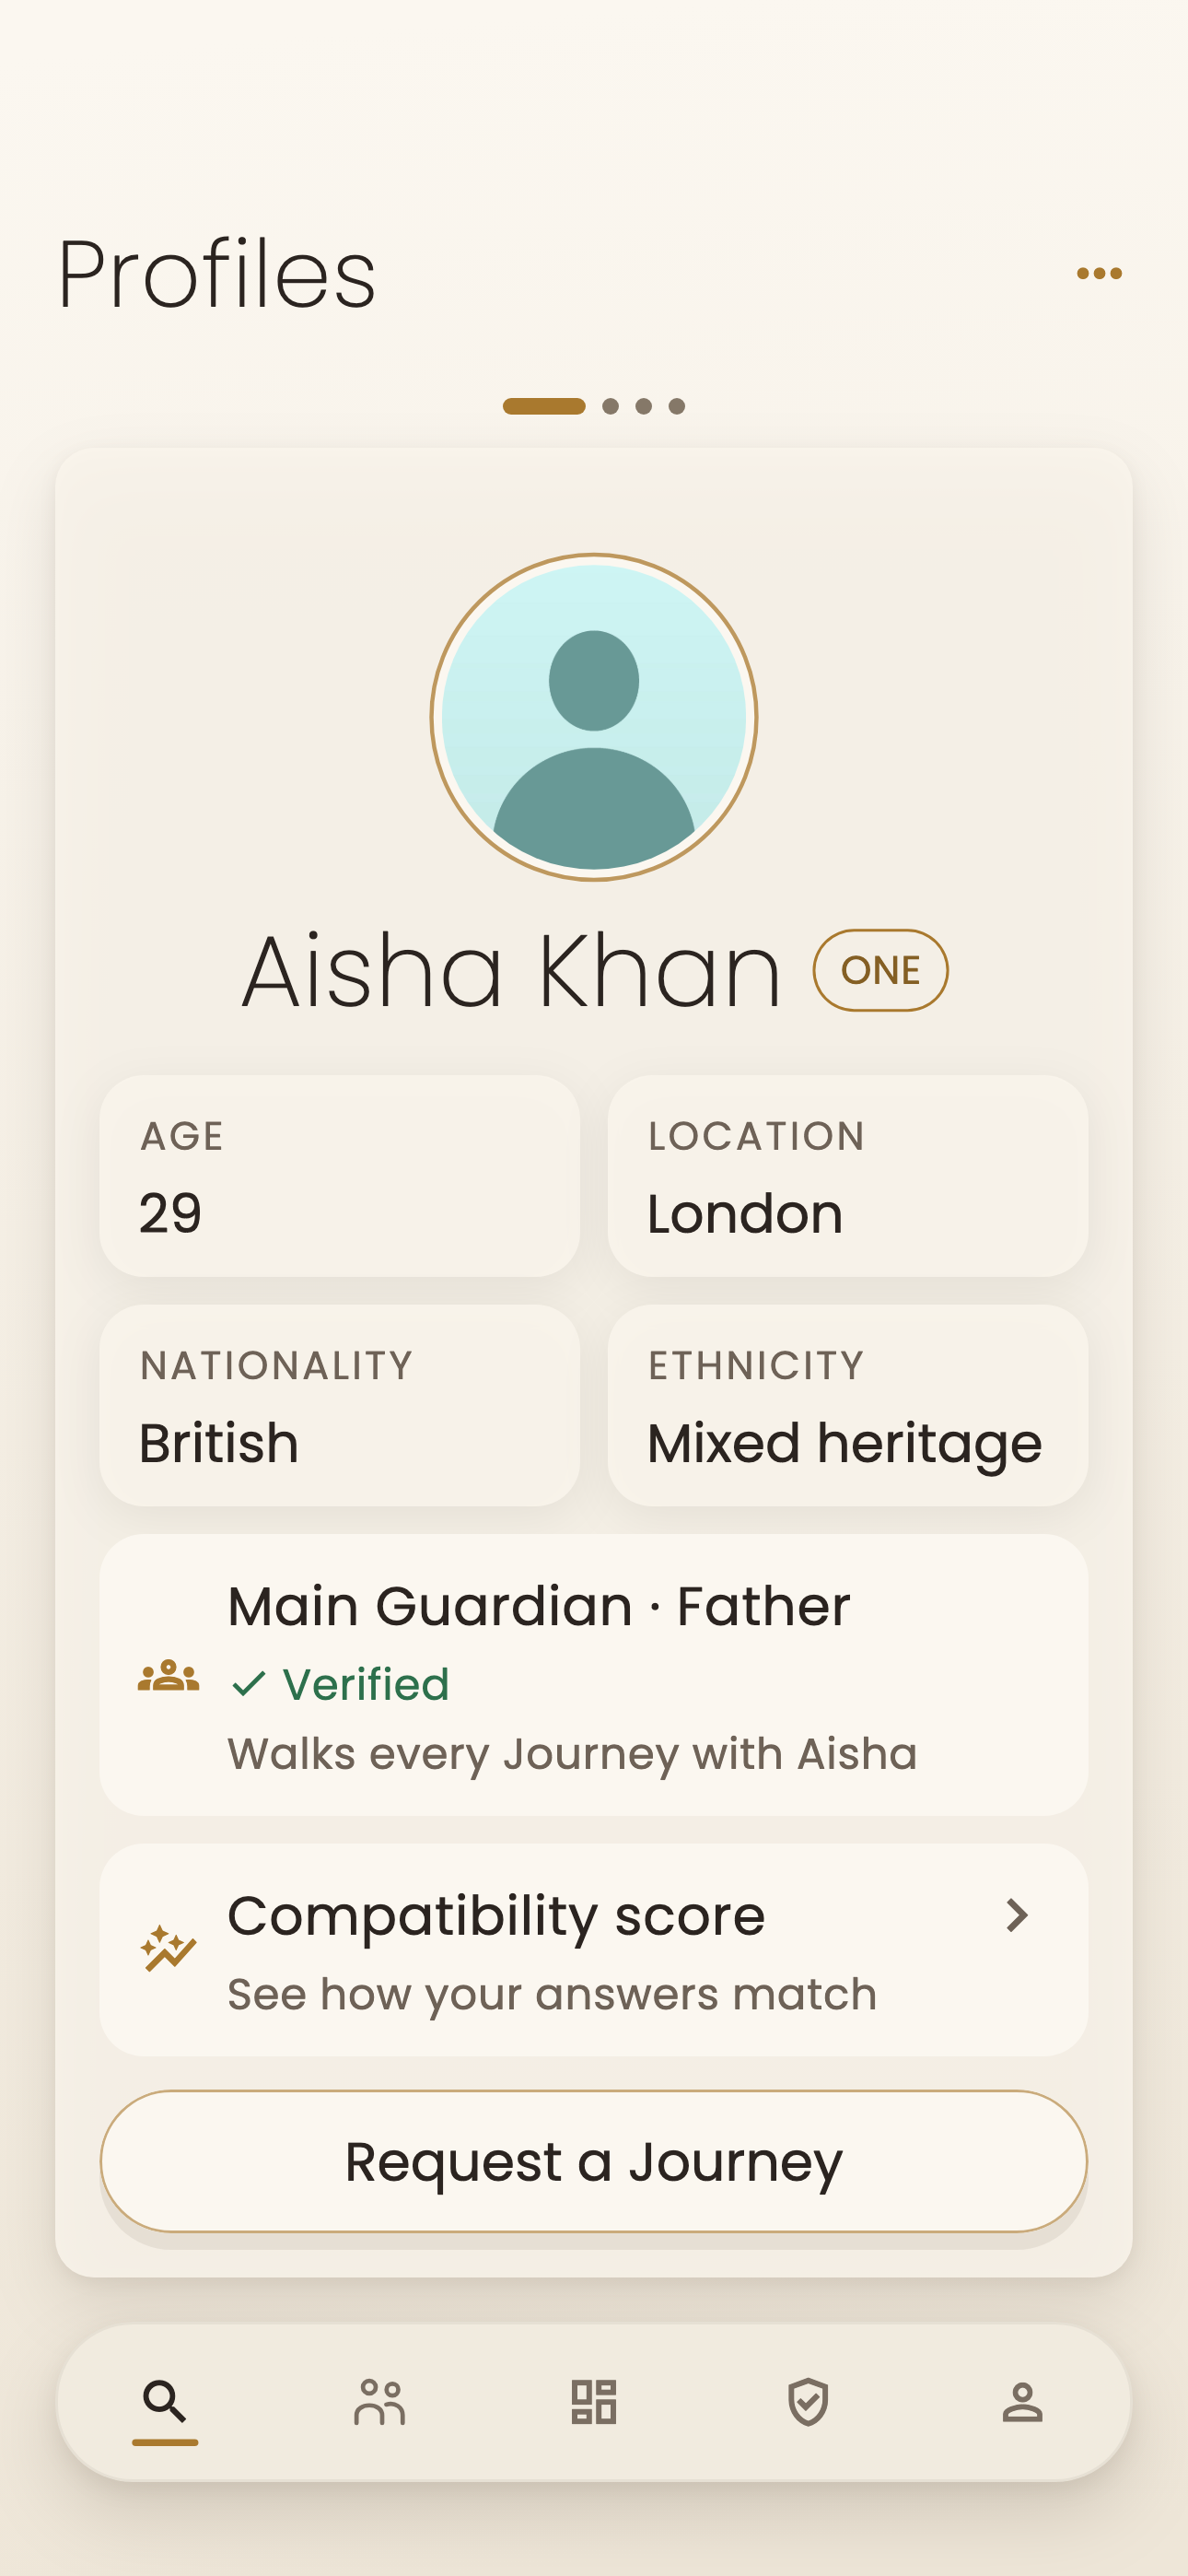 Profiles
Aisha Khan ONE
AGE
29
LOCATION
London
NATIONALITY
British
ETHNICITY
Mixed heritage
Main Guardian · Father
✓ Verified
Walks every Journey with Aisha
Compatibility score
See how your answers match
Request a Journey